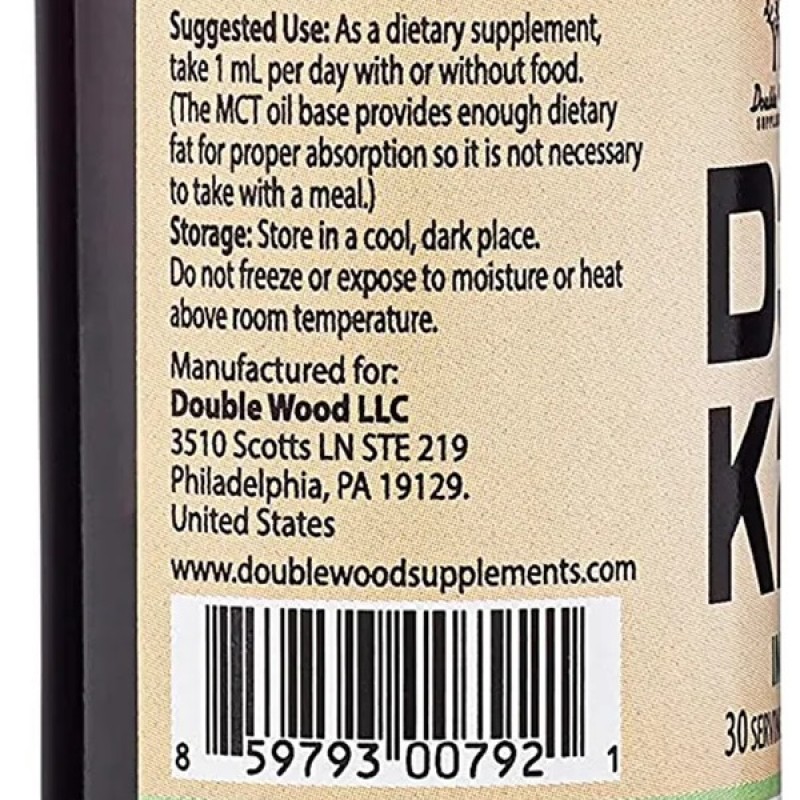 Suggested Use: As a dietary supplement,
take 1 mL per day with or without food.
(The MCT oil base provides enough dietary
fat for proper absorption so it is not necessary
to take with a meal.)
Storage: Store in a cool, dark place.
Do not freeze or expose to moisture or heat
above room temperature.
Manufactured for:
Double Wood LLC
3510 Scotts LN STE 219
Philadelphia, PA 19129.
United States
www.doublewoodsupplements.com
8 59793 00792 1
30